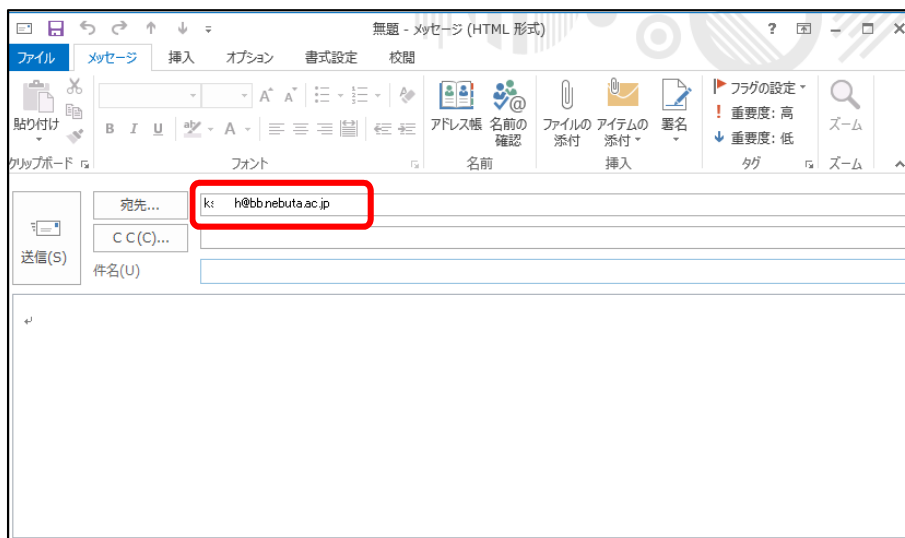 無題 - メッセージ (HTML 形式) ?
ファイル メッセージ 挿入 オプション 書式設定 校閲
貼り付け
B I U A アドレス帳 名前の確認 ファイルの添付 アイテムの添付 署名
フラグの設定
! 重要度: 高
重要度: 低
ズーム
クリップボード フォント 名前 挿入 タグ ズーム
宛先... h@bb.nebuta.ac.jp
C C(C)...
送信(S)
件名(U)